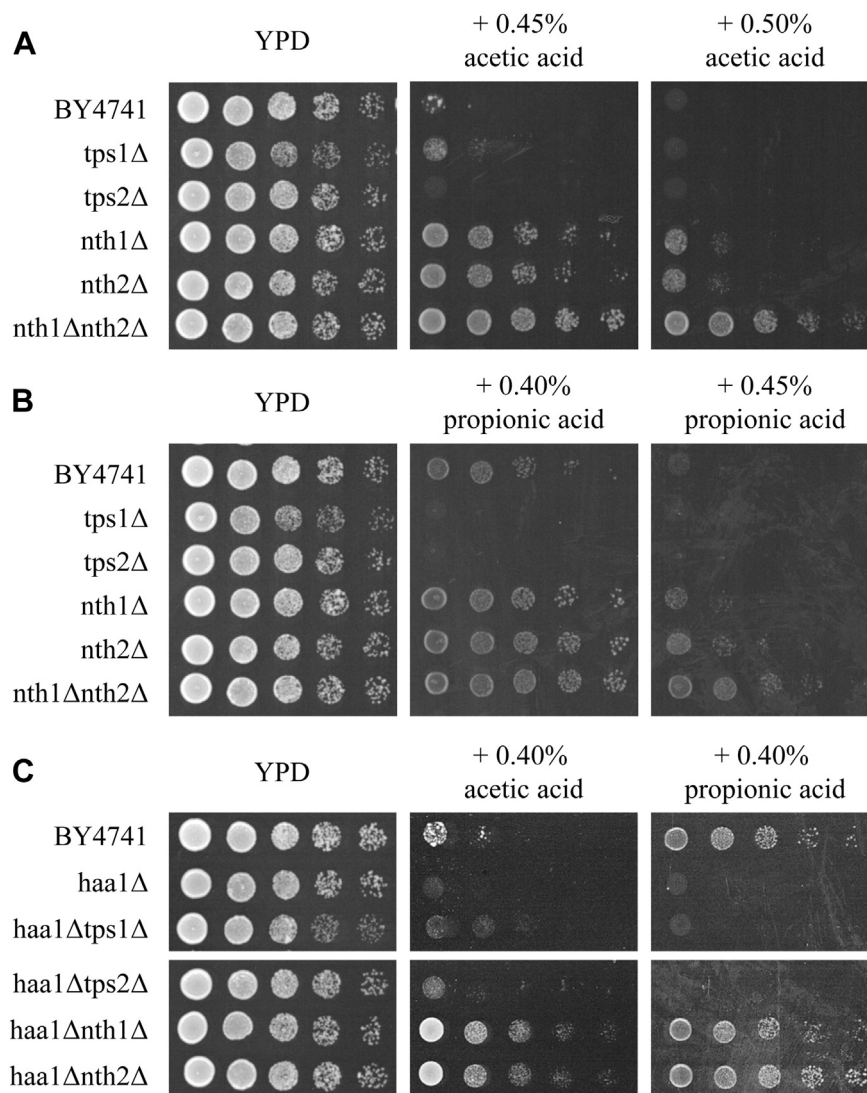 A
YPD
+ 0.45%
acetic acid
+ 0.50%
acetic acid
BY4741
tps1Δ
tps2Δ
nth1Δ
nth2Δ
nth1Δnth2Δ
B
YPD
+ 0.40%
propionic acid
+ 0.45%
propionic acid
BY4741
tps1Δ
tps2Δ
nth1Δ
nth2Δ
nth1Δnth2Δ
C
YPD
+ 0.40%
acetic acid
+ 0.40%
propionic acid
BY4741
haa1Δ
haa1Δtps1Δ
haa1Δtps2Δ
haa1Δnth1Δ
haa1Δnth2Δ